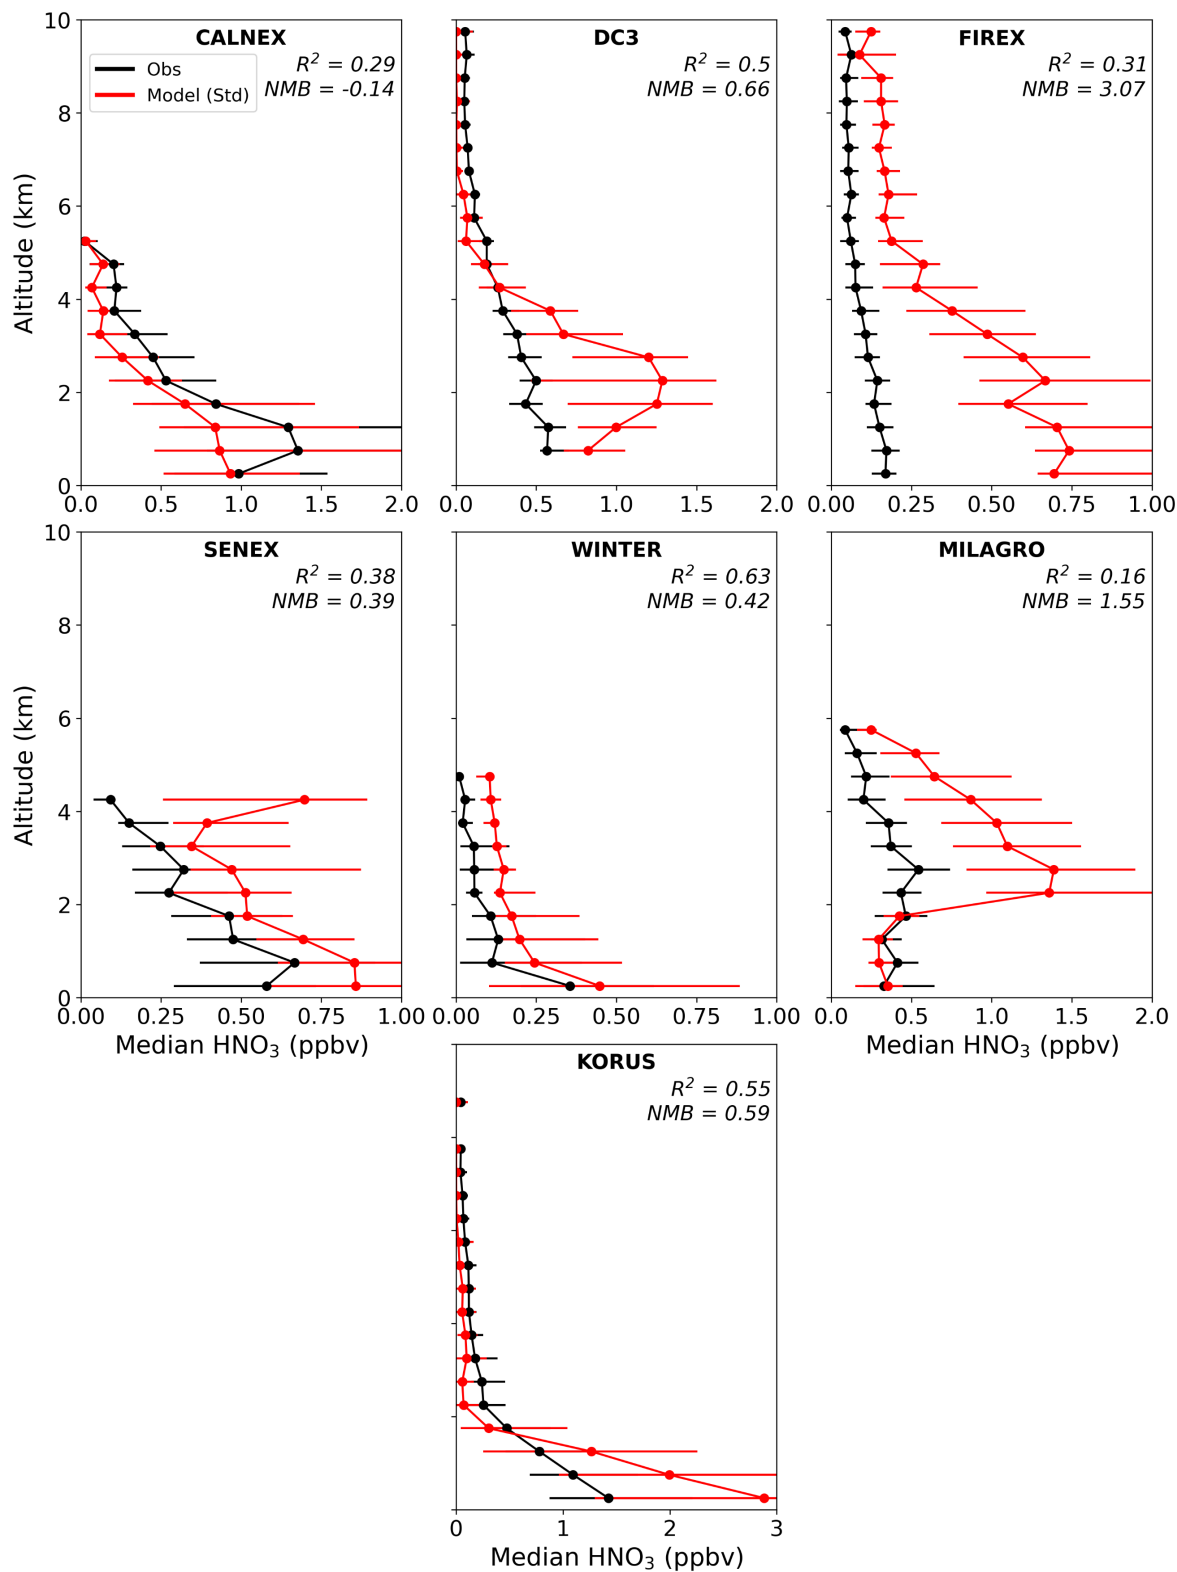 CALNEX
Obs
Model (Std)
R² = 0.29
NMB = -0.14
10
8
6
4
2
0
Altitude (km)
0.0 0.5 1.0 1.5 2.0
DC3
R² = 0.5
NMB = 0.66
0.0 0.5 1.0 1.5 2.0
FIREX
R² = 0.31
NMB = 3.07
0.00 0.25 0.50 0.75 1.00
SENEX
R² = 0.38
NMB = 0.39
10
8
6
4
2
0
Altitude (km)
0.00 0.25 0.50 0.75 1.00
Median HNO₃ (ppbv)
WINTER
R² = 0.63
NMB = 0.42
0.00 0.25 0.50 0.75 1.00
MILAGRO
R² = 0.16
NMB = 1.55
0.0 0.5 1.0 1.5 2.0
Median HNO₃ (ppbv)
KORUS
R² = 0.55
NMB = 0.59
0 1 2 3
Median HNO₃ (ppbv)